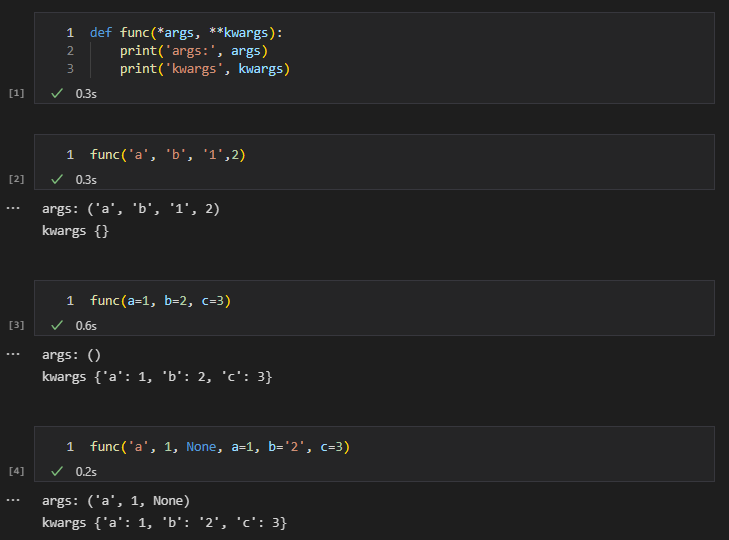 1 def func(*args, **kwargs):
2 print('args:', args)
3 print('kwargs', kwargs)
[1] ✓ 0.3s
1 func('a', 'b', '1',2)
[2] ✓ 0.3s
... args: ('a', 'b', '1', 2)
kwargs {}
1 func(a=1, b=2, c=3)
[3] ✓ 0.6s
... args: ()
kwargs {'a': 1, 'b': 2, 'c': 3}
1 func('a', 1, None, a=1, b='2', c=3)
[4] ✓ 0.2s
... args: ('a', 1, None)
kwargs {'a': 1, 'b': '2', 'c': 3}